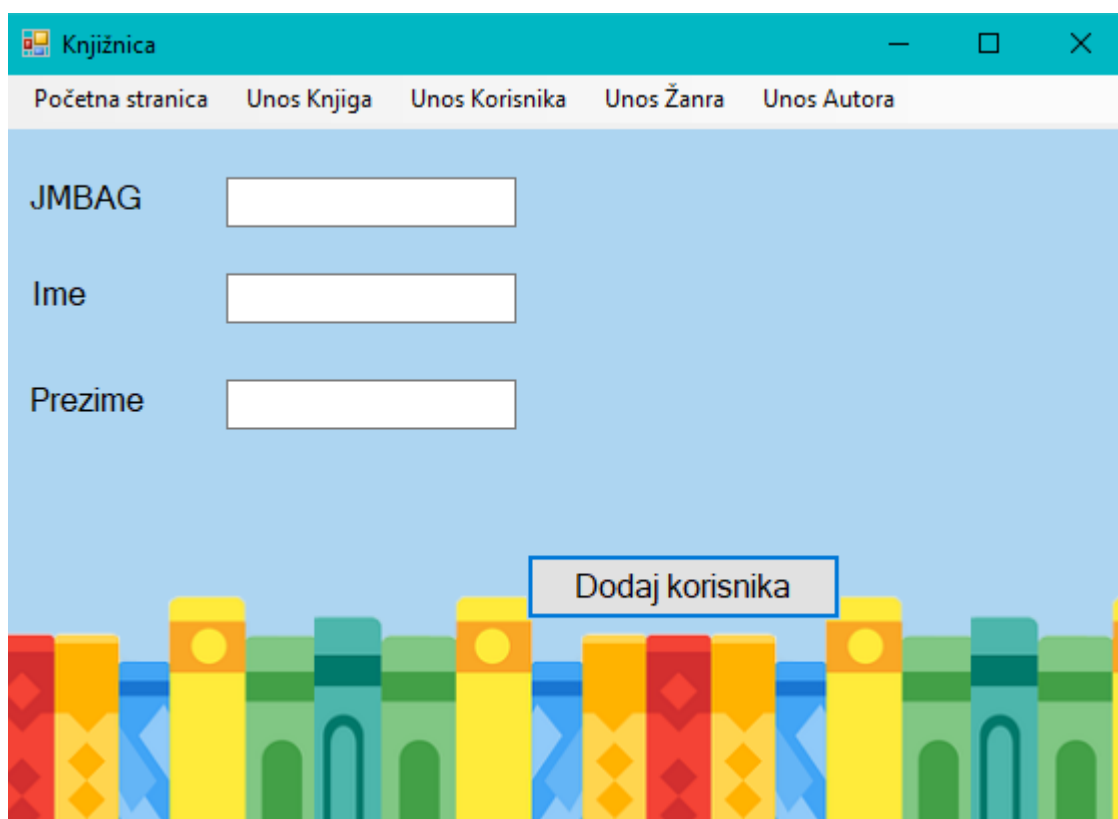 Knjižnica
Početna stranica Unos Knjiga Unos Korisnika Unos Žanra Unos Autora
JMBAG
Ime
Prezime
Dodaj korisnika